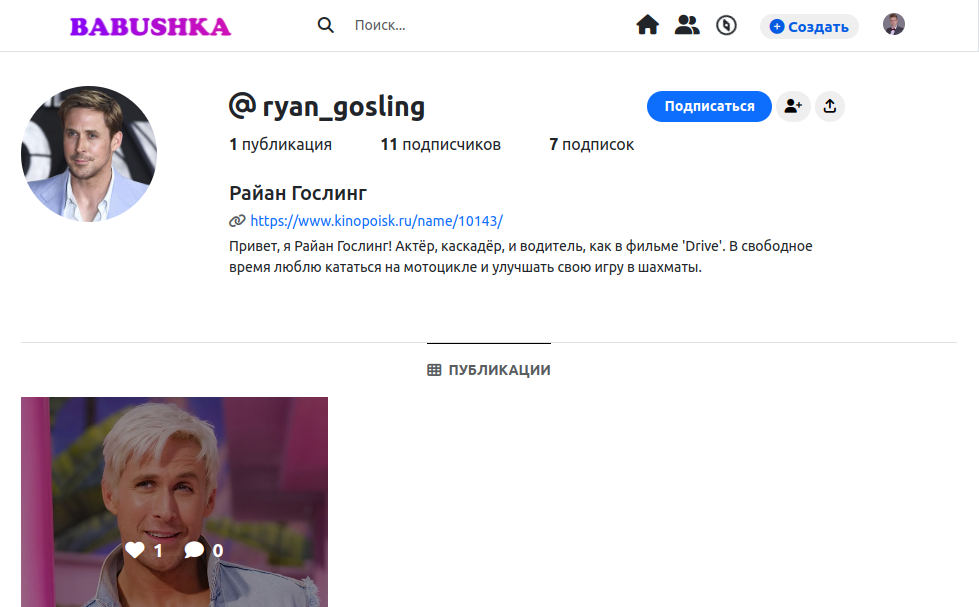 BABUSHKA
Поиск...
Создать
@ ryan_gosling
Подписаться
1 публикация 11 подписчиков 7 подписок
Райан Гослинг
https://www.kinopoisk.ru/name/10143/
Привет, я Райан Гослинг! Актёр, каскадёр, и водитель, как в фильме 'Drive'. В свободное
время люблю кататься на мотоцикле и улучшать свою игру в шахматы.
ПУБЛИКАЦИИ
1 0